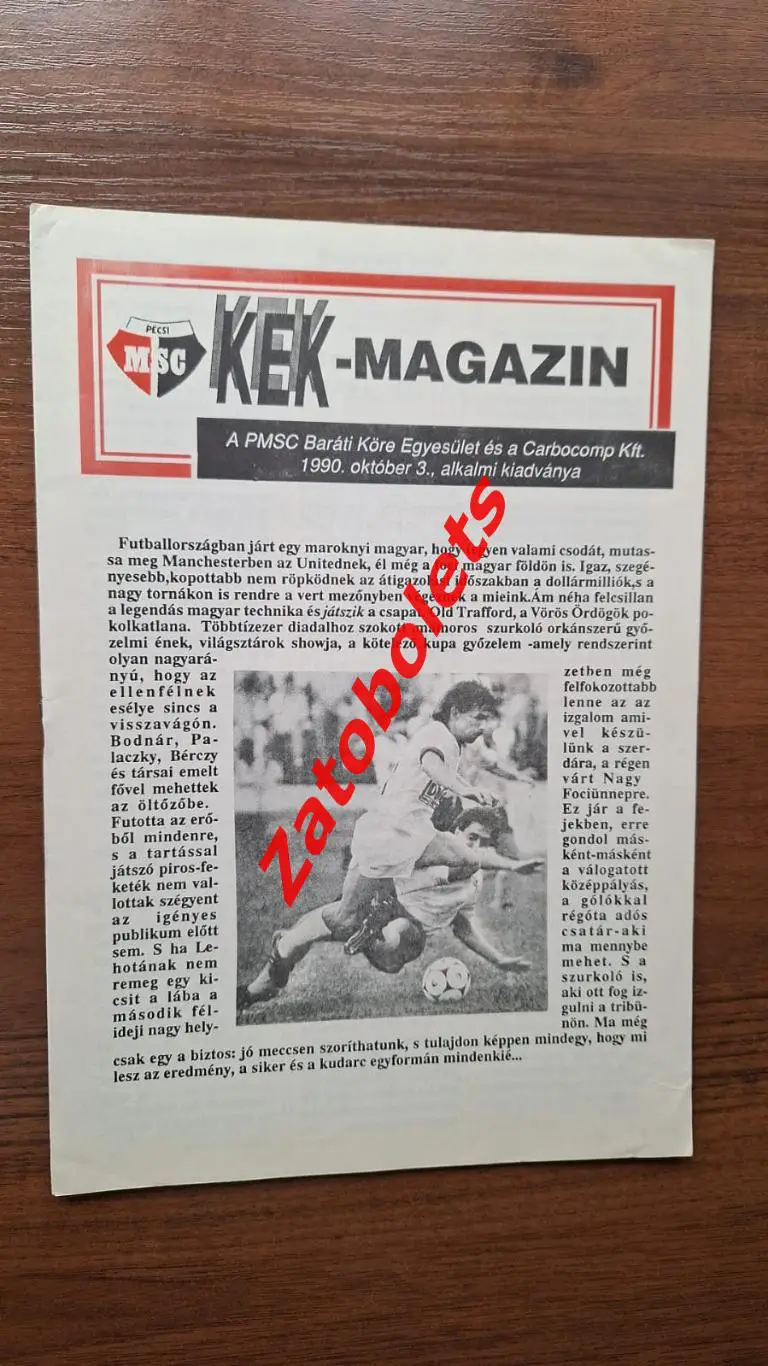 PÉCSI
MSC
KEK-MAGAZIN
A PMSC Baráti Köre Egyesület és a Carbocomp Kft.
1990. október 3., alkalmi kiadványa
Futballországban járt egy maroknyi magyar, hogy tegyen valami csodát, mutas-
sa meg Manchesterben az Unitednek, él még a foci magyar földön is. Igaz, szegé-
nyesebb,kopottabb nem röpködnek az átigazolási időszakban a dollármilliók,s a
nagy tornákon is rendre a vert mezőnyben végeznek a mieink.Ám néha felcsillan
a legendás magyar technika és játszik a csapat. Old Trafford, a Vörös Ördögök po-
kolkatlana. Többtízezer diadalhoz szokott mámoros szurkoló orkánszerű győ-
zelmi ének, világsztárok showja, a kötelező kupa győzelem -amely rendszerint
olyan nagyará-
nyú, hogy az
ellenfélnek
esélye sincs a
visszavágón.
Bodnár, Pa-
laczky, Bérczy
és társai emelt
fővel mehettek
az öltözőbe.
Futotta az erő-
ből mindenre,
s a tartással
játszó piros-fe-
keték nem val-
lottak szégyent
az igényes
publikum előtt
sem. S ha Le-
hotának nem
remeg egy ki-
csit a lába a
második fél-
ideji nagy hely-
zetben még
felfokozottabb
lenne az az
izgalom ami-
vel készü-
lünk a szer-
dára, a régen
várt Nagy
Fociünnepre.
Ez jár a fe-
jekben, erre
gondol más-
ként-másként
a válogatott
középpályás,
a gólókkal
régóta adós
csatár-aki
ma mennybe
mehet. S a
szurkoló is,
aki ott fog iz-
gulni a tribü-
nön. Ma még
csak egy a biztos: jó meccsen szoríthatunk, s tulajdon képpen mindegy, hogy mi
lesz az eredmény, a siker és a kudarc egyformán mindenkié...
Zatobolets